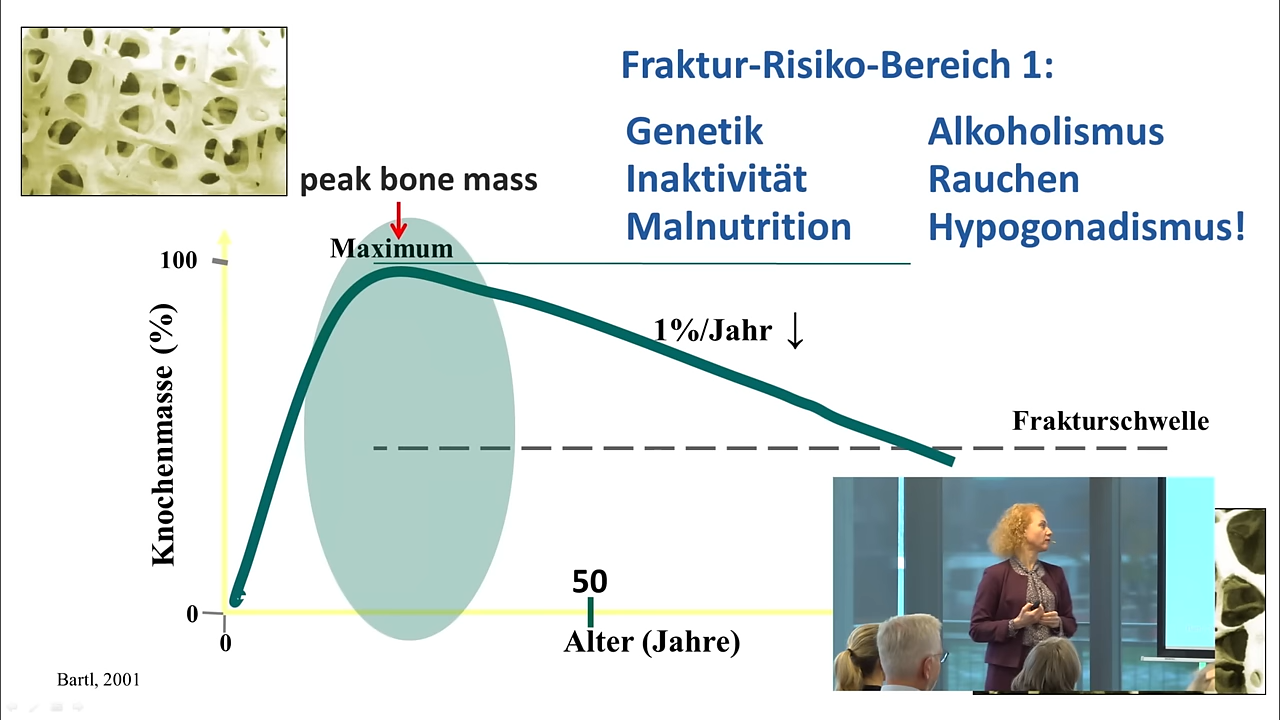 Fraktur-Risiko-Bereich 1:
Genetik
Inaktivität
Malnutrition
Alkoholismus
Rauchen
Hypogonadismus!
peak bone mass
Maximum
100
Knochenmasse (%)
1%/Jahr ↓
Frakturschwelle
50
0
0
Alter (Jahre)
Bartl, 2001